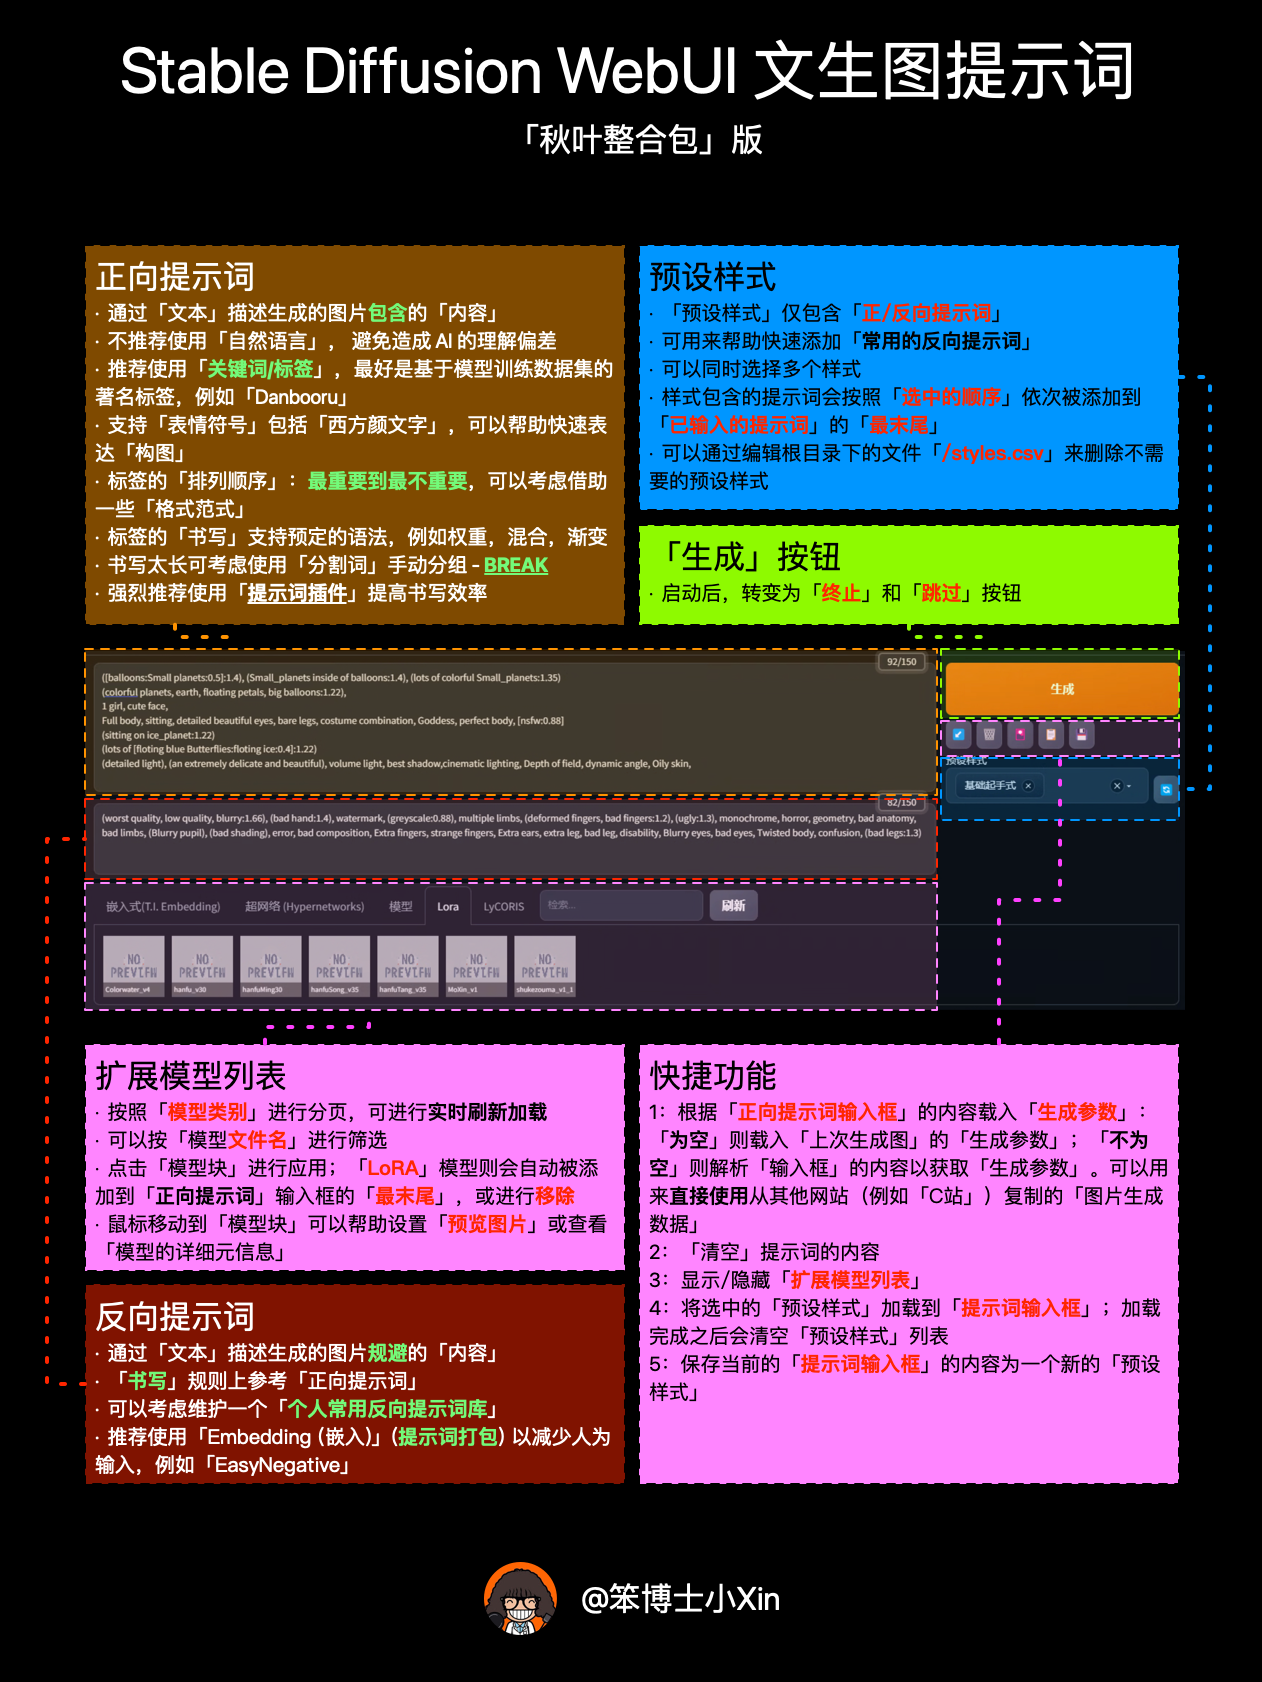 Stable Diffusion WebUI 文生图提示词
「秋叶整合包」版
正向提示词
· 通过「文本」描述生成的图片包含的「内容」
· 不推荐使用「自然语言」， 避免造成 AI 的理解偏差
· 推荐使用「关键词/标签」，最好是基于模型训练数据集的
著名标签，例如「Danbooru」
· 支持「表情符号」包括「西方颜文字」，可以帮助快速表
达「构图」
· 标签的「排列顺序」：最重要到最不重要，可以考虑借助
一些「格式范式」
· 标签的「书写」支持预定的语法，例如权重，混合，渐变
· 书写太长可考虑使用「分割词」手动分组 - BREAK
· 强烈推荐使用「提示词插件」提高书写效率
预设样式
· 「预设样式」仅包含「正/反向提示词」
· 可用来帮助快速添加「常用的反向提示词」
· 可以同时选择多个样式
· 样式包含的提示词会按照「选中的顺序」依次被添加到
「已输入的提示词」的「最末尾」
· 可以通过编辑根目录下的文件「/styles.csv」来删除不需
要的预设样式
「生成」按钮
· 启动后，转变为「终止」和「跳过」按钮
92/150
([balloons:Small planets:0.5]:1.4), (Small_planets inside of balloons:1.4), (lots of colorful Small_planets:1.35)
(colorful planets, earth, floating petals, big balloons:1.22),
1 girl, cute face,
Full body, sitting, detailed beautiful eyes, bare legs, costume combination, Goddess, perfect body, [nsfw:0.88]
(sitting on ice_planet:1.22)
(lots of [floting blue Butterflies:floting ice:0.4]:1.22)
(detailed light), (an extremely delicate and beautiful), volume light, best shadow,cinematic lighting, Depth of field, dynamic angle, Oily skin,
生成
预设样式
基础起手式
82/150
(worst quality, low quality, blurry:1.66), (bad hand:1.4), watermark, (greyscale:0.88), multiple limbs, (deformed fingers, bad fingers:1.2), (ugly:1.3), monochrome, horror, geometry, bad anatomy,
bad limbs, (Blurry pupil), (bad shading), error, bad composition, Extra fingers, strange fingers, Extra ears, extra leg, bad leg, disability, Blurry eyes, bad eyes, Twisted body, confusion, (bad legs:1.3)
嵌入式(T.I. Embedding) 超网络 (Hypernetworks) 模型 Lora LyCORIS 检索... 刷新
NO PREVIEW NO PREVIEW NO PREVIEW NO PREVIEW NO PREVIEW NO PREVIEW NO PREVIEW
Colorwater_v4 hanfu_v30 hanfuMing30 hanfuSong_v35 hanfuTang_v35 MoXin_v1 shukezouma_v1_1
扩展模型列表
· 按照「模型类别」进行分页，可进行实时刷新加载
· 可以按「模型文件名」进行筛选
· 点击「模型块」进行应用；「LoRA」模型则会自动被添
加到「正向提示词」输入框的「最末尾」，或进行移除
· 鼠标移动到「模型块」可以帮助设置「预览图片」或查看
「模型的详细元信息」
反向提示词
· 通过「文本」描述生成的图片规避的「内容」
· 「书写」规则上参考「正向提示词」
· 可以考虑维护一个「个人常用反向提示词库」
· 推荐使用「Embedding (嵌入)」(提示词打包) 以减少人为
输入，例如「EasyNegative」
快捷功能
1：根据「正向提示词输入框」的内容载入「生成参数」：
「为空」则载入「上次生成图」的「生成参数」；「不为
空」则解析「输入框」的内容以获取「生成参数」。可以用
来直接使用从其他网站（例如「C站」）复制的「图片生成
数据」
2：「清空」提示词的内容
3：显示/隐藏「扩展模型列表」
4：将选中的「预设样式」加载到「提示词输入框」；加载
完成之后会清空「预设样式」列表
5：保存当前的「提示词输入框」的内容为一个新的「预设
样式」
@笨博士小Xin